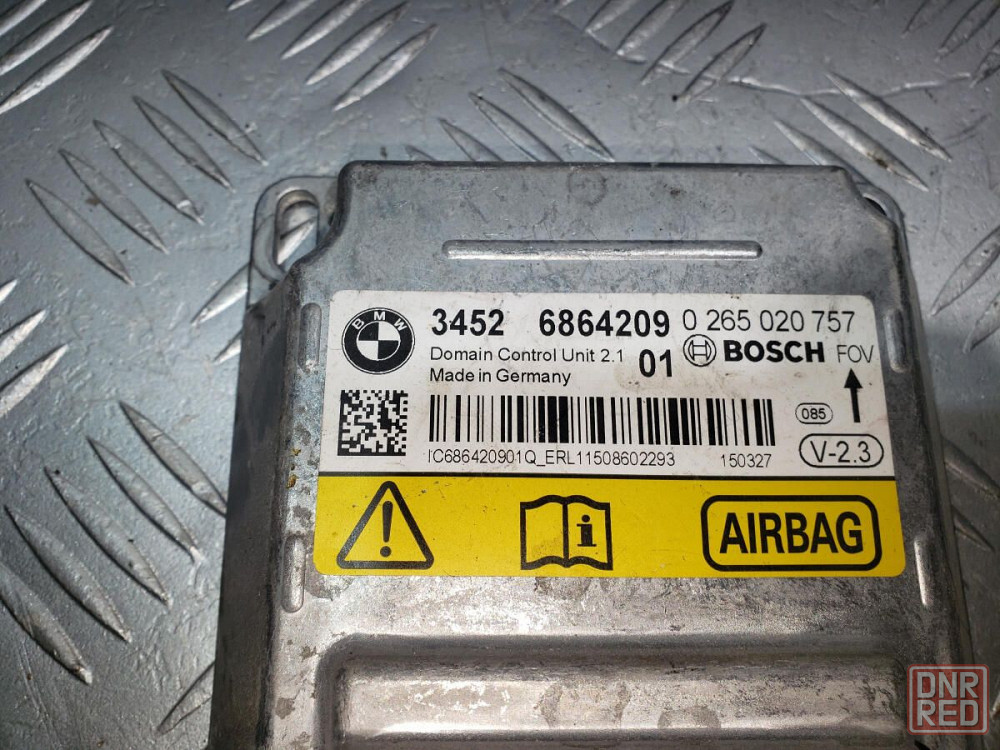 BMW
3452 6864209 0 265 020 757
Domain Control Unit 2.1 01 BOSCH FOV
Made in Germany
085
IC686420901Q_ERL11508602293 150327
V-2.3
AIRBAG
DNR
RED